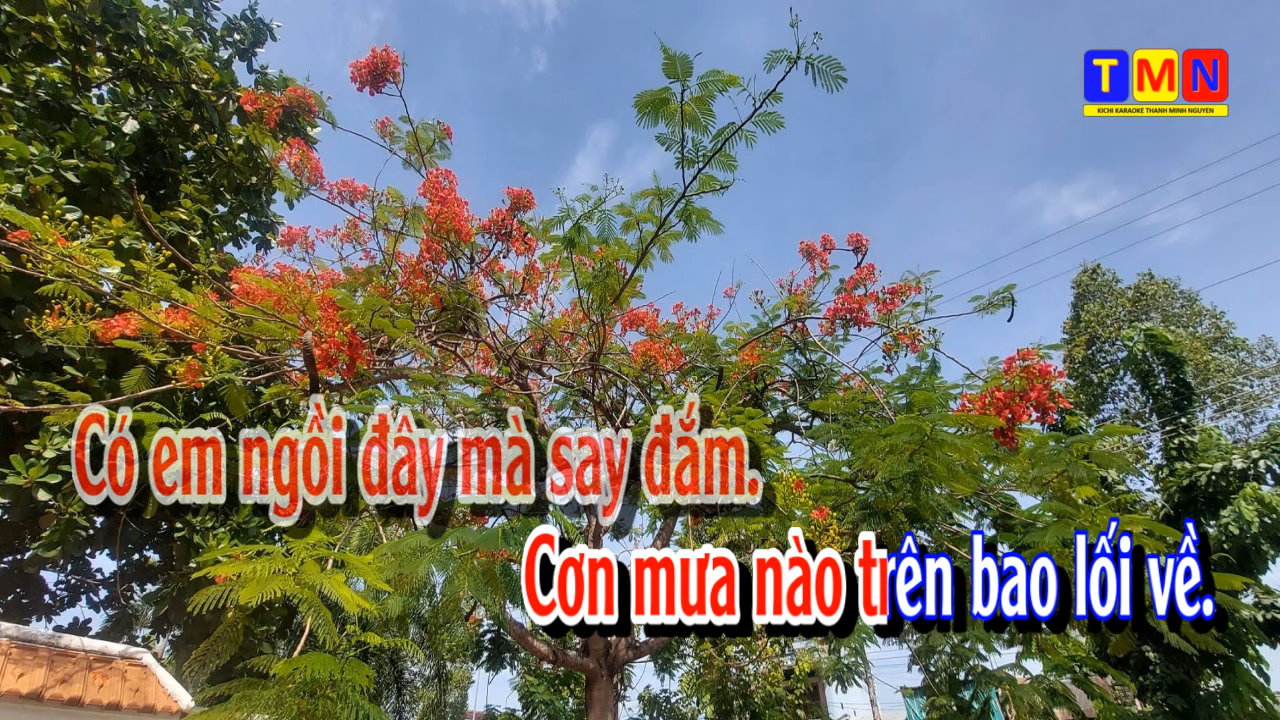 TMN
KICHI KARAOKE THANH MINH NGUYEN
Có em ngồi đây mà say đắm.
Cơn mưa nào trên bao lối về.